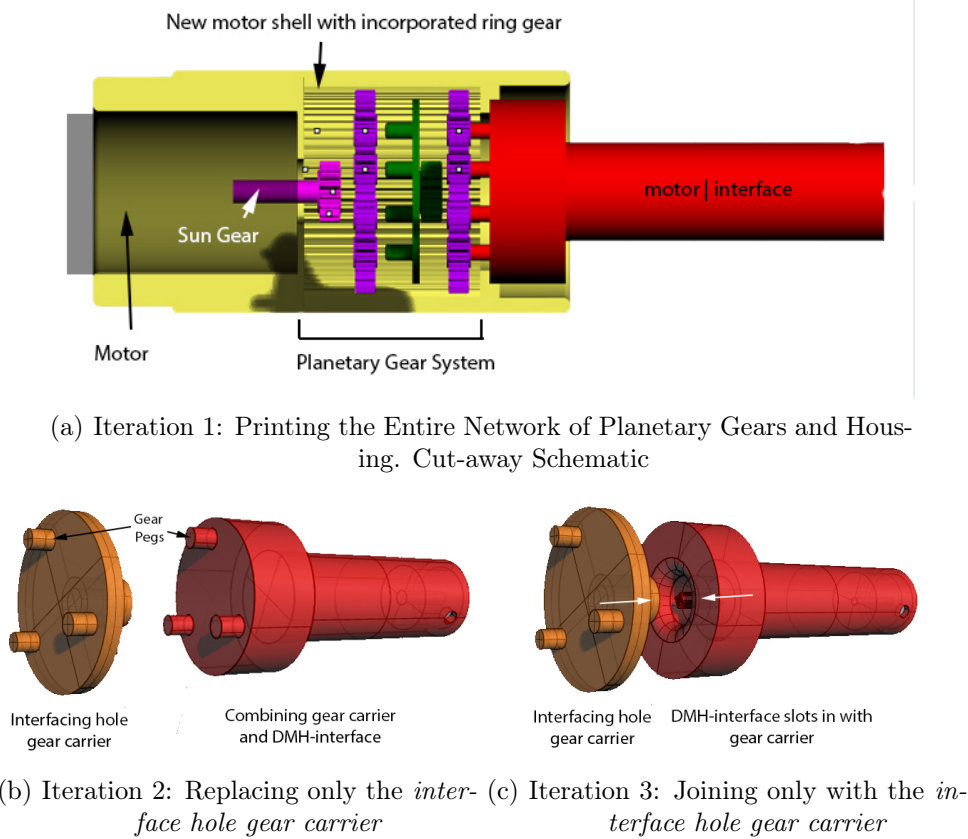 New motor shell with incorporated ring gear
motor | interface
Sun Gear
Motor
Planetary Gear System
(a) Iteration 1: Printing the Entire Network of Planetary Gears and Hous-
ing. Cut-away Schematic
Gear
Pegs
Interfacing hole
gear carrier
Combining gear carrier
and DMH-interface
Interfacing hole
gear carrier
DMH-interface slots in with
gear carrier
(b) Iteration 2: Replacing only the inter-
face hole gear carrier
(c) Iteration 3: Joining only with the in-
terface hole gear carrier